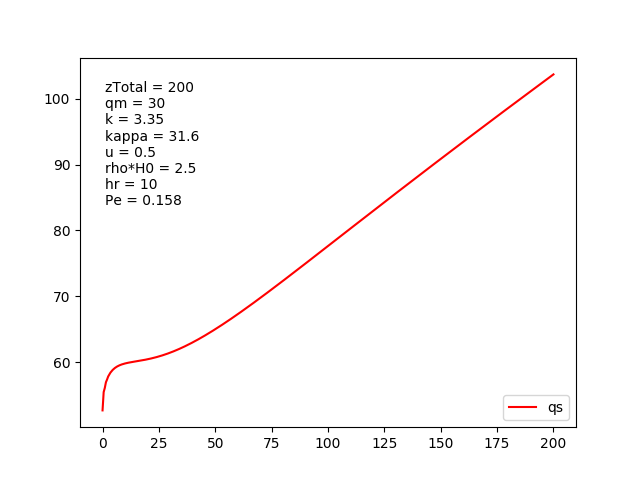 zTotal = 200
qm = 30
k = 3.35
kappa = 31.6
u = 0.5
rho*H0 = 2.5
hr = 10
Pe = 0.158
100
90
80
70
60
qs
0 25 50 75 100 125 150 175 200